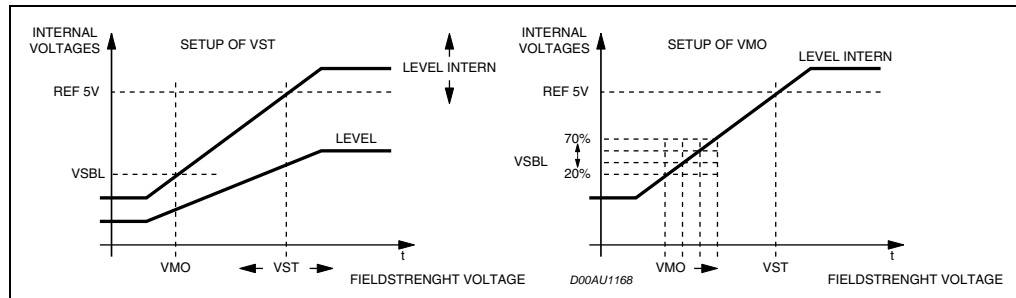 INTERNAL
VOLTAGES
SETUP OF VST
LEVEL INTERN
REF 5V
LEVEL
VSBL
t
VMO
VST
FIELDSTRENGHT VOLTAGE
INTERNAL
VOLTAGES
SETUP OF VMO
LEVEL INTERN
REF 5V
70%
VSBL
20%
t
VMO
VST
D00AU1168
FIELDSTRENGHT VOLTAGE